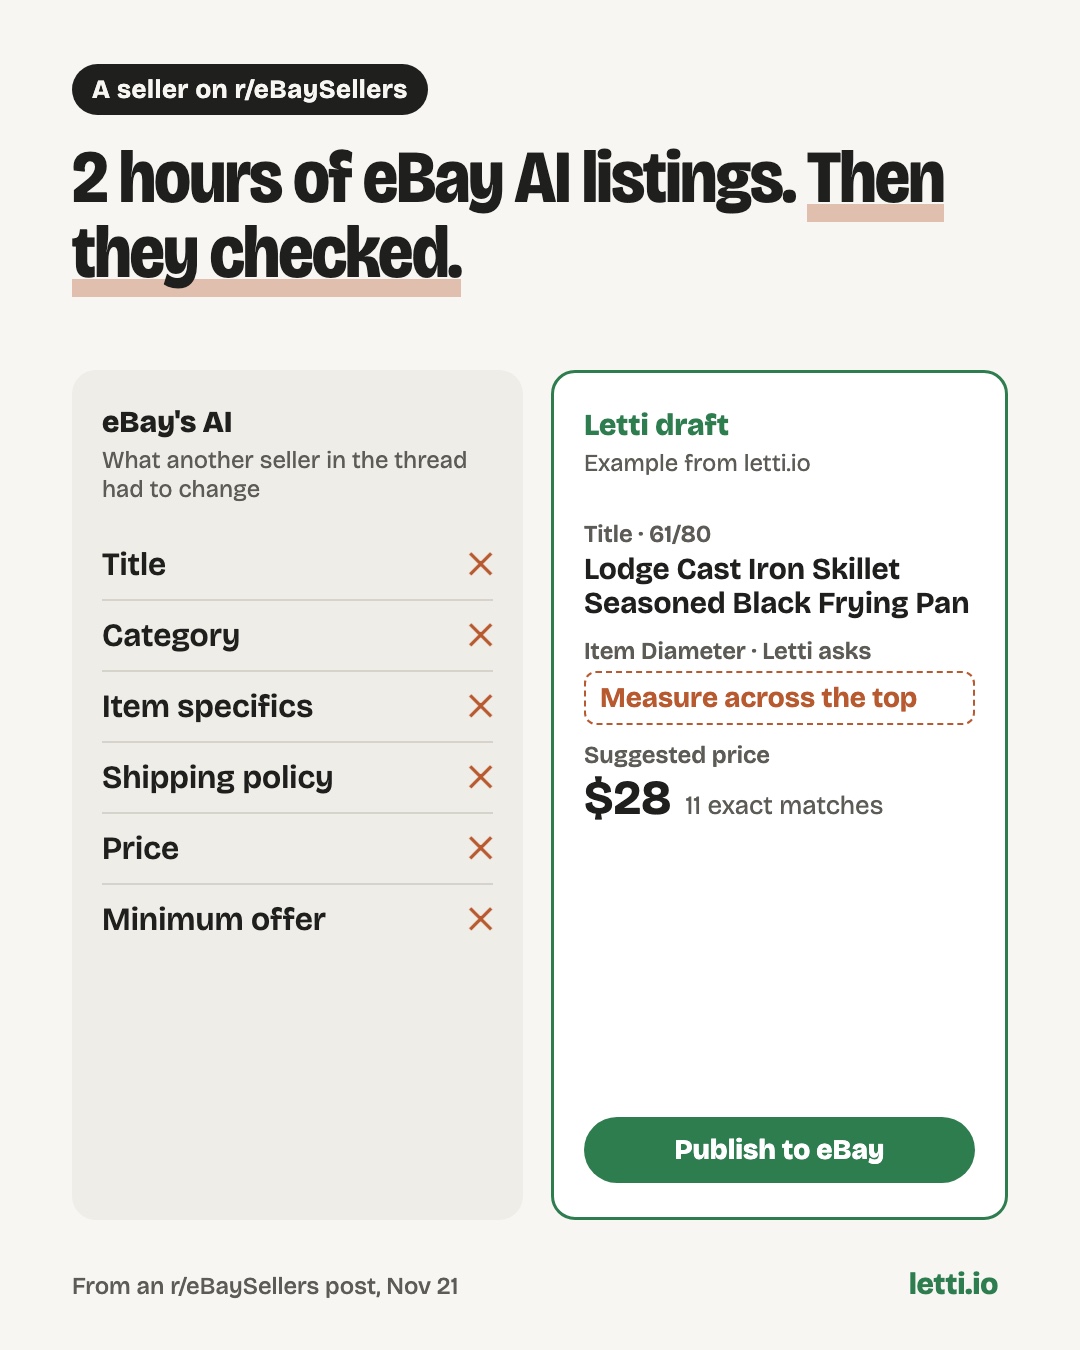 A seller on r/eBaySellers
2 hours of eBay AI listings. Then
they checked.
eBay's AI
What another seller in the thread
had to change
Title
Category
Item specifics
Shipping policy
Price
Minimum offer
Letti draft
Example from letti.io
Title · 61/80
Lodge Cast Iron Skillet
Seasoned Black Frying Pan
Item Diameter · Letti asks
Measure across the top
Suggested price
$28 11 exact matches
Publish to eBay
From an r/eBaySellers post, Nov 21
letti.io